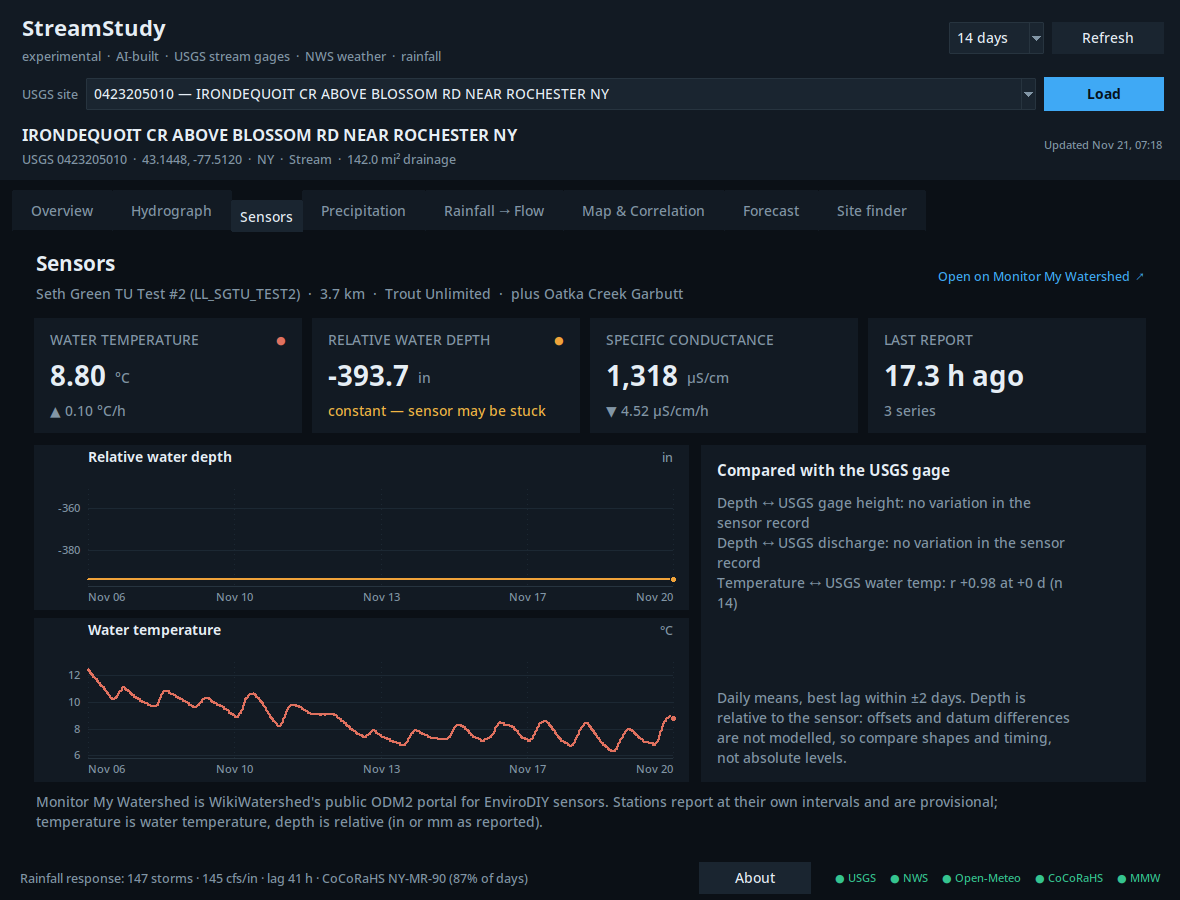 StreamStudy
experimental · AI-built · USGS stream gages · NWS weather · rainfall
14 days
Refresh
USGS site
0423205010 — IRONDEQUOIT CR ABOVE BLOSSOM RD NEAR ROCHESTER NY
Load
IRONDEQUOIT CR ABOVE BLOSSOM RD NEAR ROCHESTER NY
USGS 0423205010 · 43.1448, -77.5120 · NY · Stream · 142.0 mi² drainage
Updated Nov 21, 07:18
Overview
Hydrograph
Sensors
Precipitation
Rainfall → Flow
Map & Correlation
Forecast
Site finder
Sensors
Seth Green TU Test #2 (LL_SGTU_TEST2) · 3.7 km · Trout Unlimited · plus Oatka Creek Garbutt
Open on Monitor My Watershed ↗
WATER TEMPERATURE
8.80 °C
▲ 0.10 °C/h
RELATIVE WATER DEPTH
-393.7 in
constant — sensor may be stuck
SPECIFIC CONDUCTANCE
1,318 µS/cm
▼ 4.52 µS/cm/h
LAST REPORT
17.3 h ago
3 series
Relative water depth
in
-360
-380
Nov 06 Nov 10 Nov 13 Nov 17 Nov 20
Water temperature
°C
12
10
8
6
Nov 06 Nov 10 Nov 13 Nov 17 Nov 20
Compared with the USGS gage
Depth ↔ USGS gage height: no variation in the
sensor record
Depth ↔ USGS discharge: no variation in the sensor
record
Temperature ↔ USGS water temp: r +0.98 at +0 d (n
14)
Daily means, best lag within ±2 days. Depth is
relative to the sensor: offsets and datum differences
are not modelled, so compare shapes and timing,
not absolute levels.
Monitor My Watershed is WikiWatershed's public ODM2 portal for EnviroDIY sensors. Stations report at their own intervals and are provisional;
temperature is water temperature, depth is relative (in or mm as reported).
Rainfall response: 147 storms · 145 cfs/in · lag 41 h · CoCoRaHS NY-MR-90 (87% of days)
About
USGS
NWS
Open-Meteo
CoCoRaHS
MMW